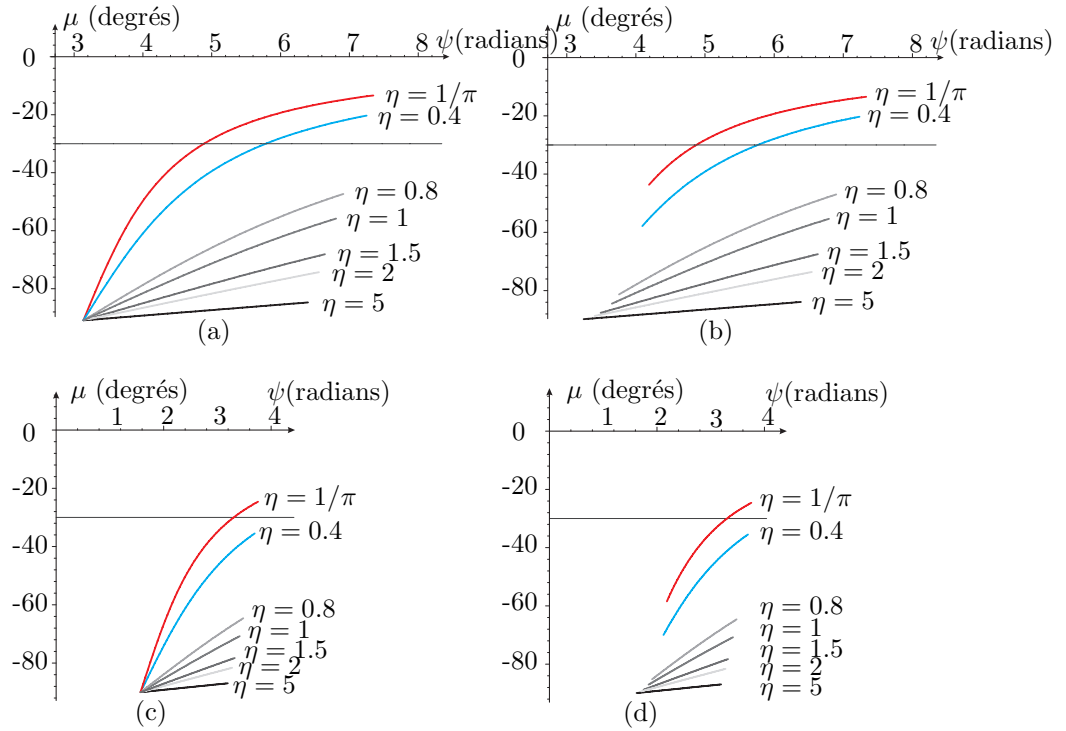 μ (degrés)
3 4 5 6 7 8 ψ(radians)
0
-20
-40
-60
-80
η = 1/π
η = 0.4
η = 0.8
η = 1
η = 1.5
η = 2
η = 5
(a)
μ (degrés)
3 4 5 6 7 8 ψ(radians)
0
-20
-40
-60
-80
η = 1/π
η = 0.4
η = 0.8
η = 1
η = 1.5
η = 2
η = 5
(b)
μ (degrés)
ψ(radians)
1 2 3 4
0
-20
-40
-60
-80
η = 1/π
η = 0.4
η = 0.8
η = 1
η = 1.5
η = 2
η = 5
(c)
μ (degrés)
ψ(radians)
1 2 3 4
0
-20
-40
-60
-80
η = 1/π
η = 0.4
η = 0.8
η = 1
η = 1.5
η = 2
η = 5
(d)